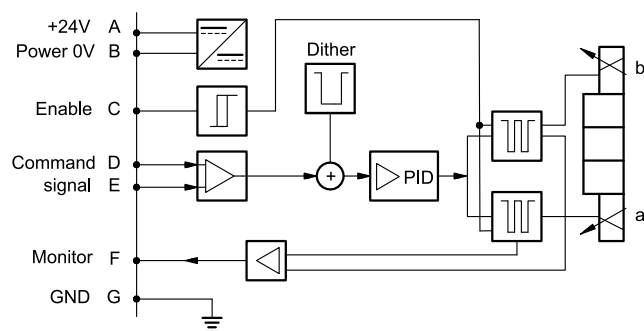 +24V A
Power 0V B
Dither
Enable C
b
Command D
signal E
+
PID
a
Monitor F
GND G